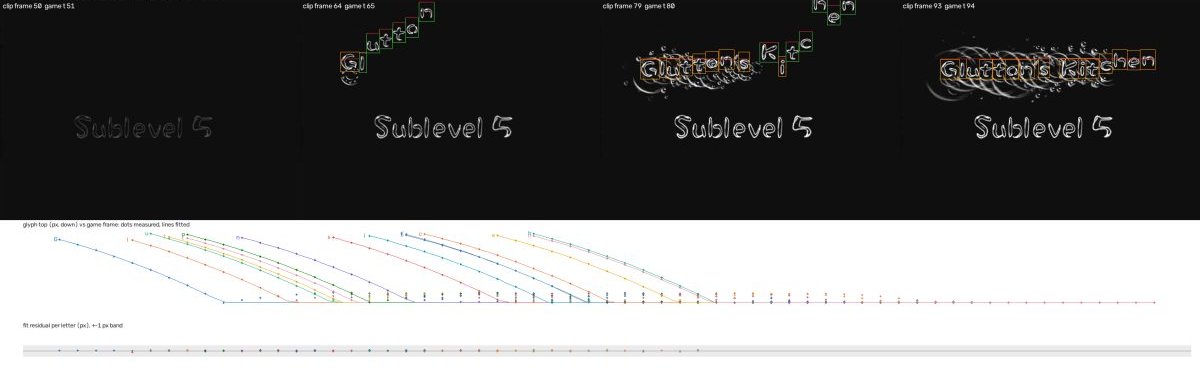 clip frame 50 game t 51
clip frame 64 game t 65
clip frame 79 game t 80
clip frame 93 game t 94
Glutton
Glutton's Kitchen
Glutton's Kitchen
Sublevel 5
Sublevel 5
Sublevel 5
Sublevel 5
glyph top (px, down) vs game frame: dots measured, lines fitted
fit residual per letter (px), +-1 px band